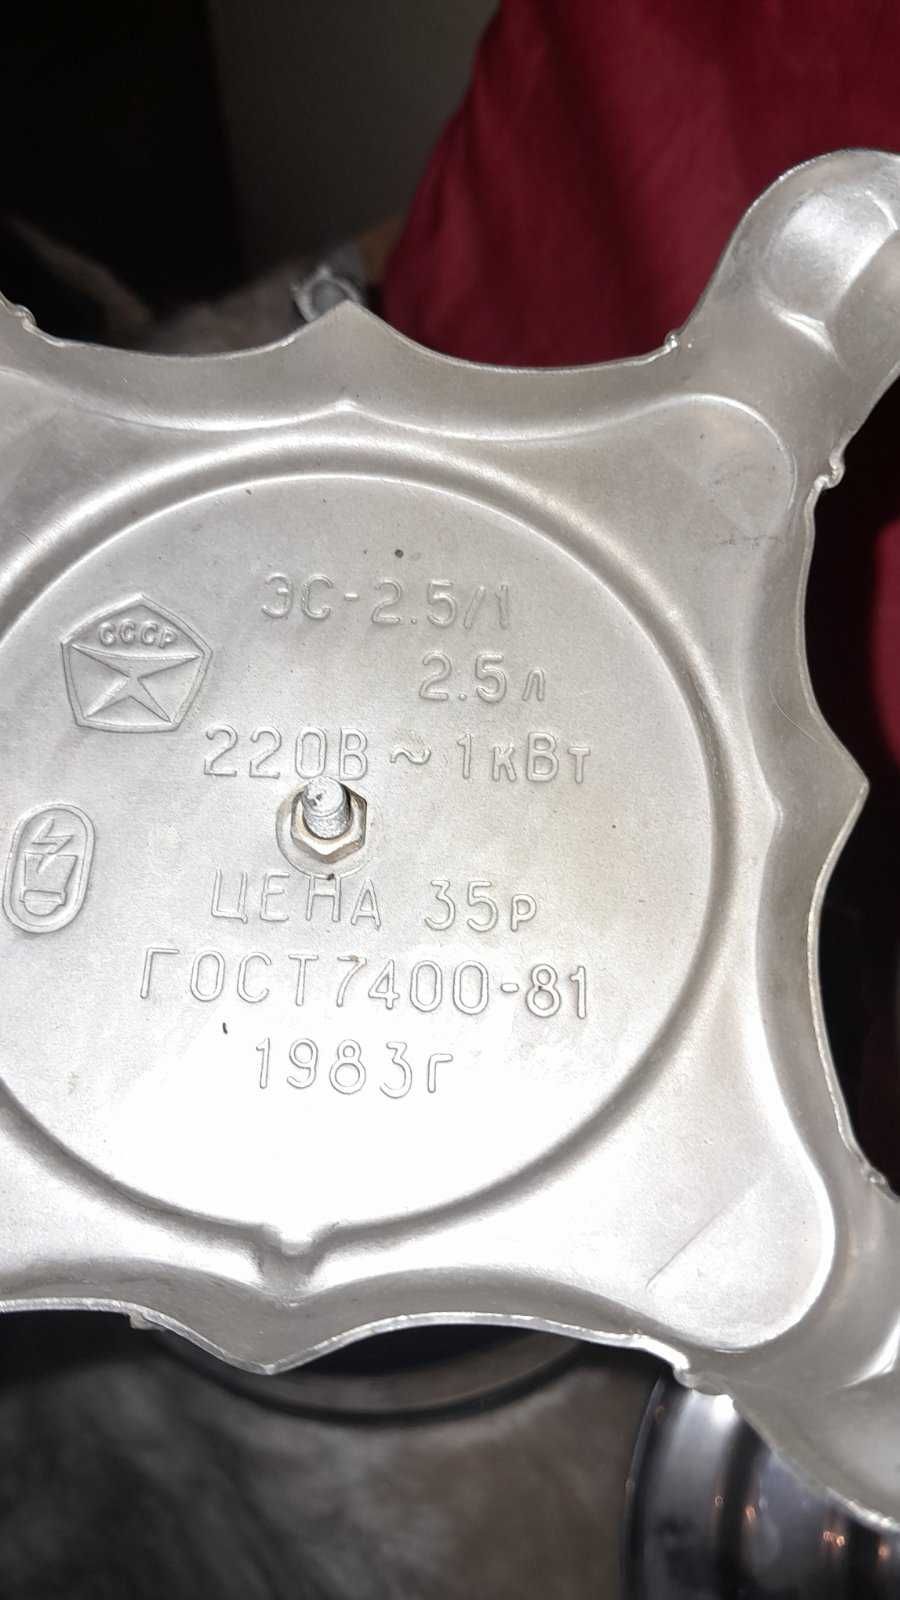 СССР
ЭС-2.5/1
2.5л
220В~1кВт
ЦЕНА 35р
ГОСТ7400-81
1983г